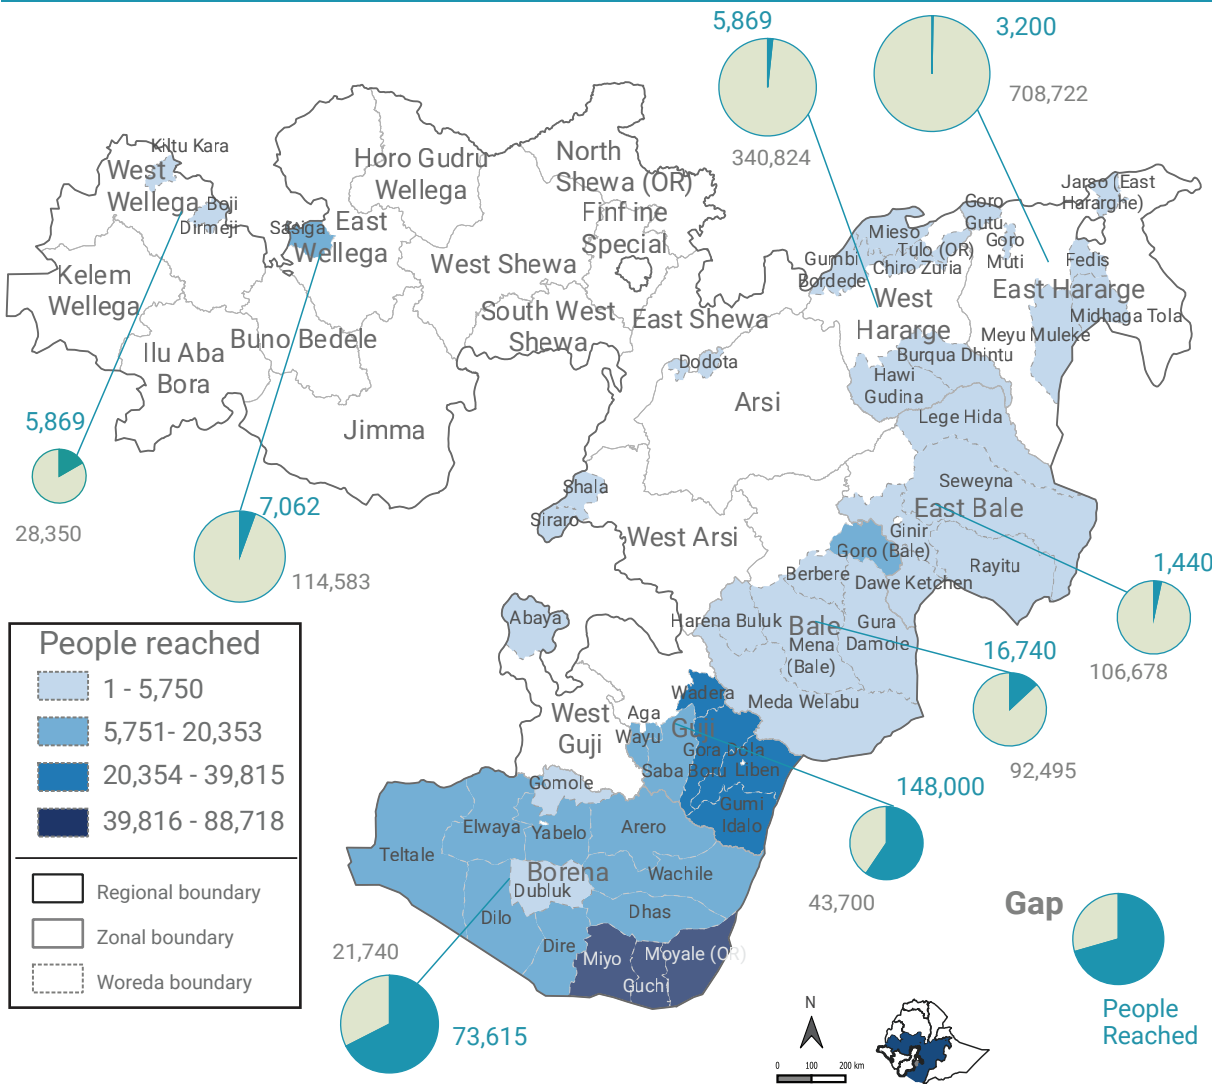 5,869
3,200
708,722
340,824
Kiltu Kara
West
Wellega
Boji
Dirmeji
Horo Gudru
Wellega
North
Shewa (OR)
Finf ine
Special
Sasiga
East
Wellega
West Shewa
Kelem
Wellega
South West
Shewa
East Shewa
Buno Bedele
Ilu Aba
Bora
Jimma
Jarso (East
Hararghe)
Goro
Gutu
Mieso
Tulo (OR)
Goro
Muti
Gumbi
Bordede
Chiro Zuria
Fedis
West
Hararge
East Hararge
Midhaga Tola
Meyu Muleke
Burqua Dhintu
Hawi
Gudina
Dodota
Arsi
Lege Hida
5,869
28,350
7,062
114,583
Shala
Siraro
West Arsi
Seweyna
East Bale
Ginir
Goro (Bale)
Rayitu
Berbere
Dawe Ketchen
1,440
106,678
Abaya
Harena Buluk
Bale
Gura
Damole
Mena
(Bale)
16,740
92,495
Meda Welabu
Wadera
West
Guji
Aga
Wayu
Guji
Gora Dola
Saba Boru
Liben
Gumi
Idalo
148,000
43,700
Gomole
Elwaya
Yabelo
Arero
Teltale
Borena
Dubluk
Wachile
Dilo
Dhas
Dire
Miyo
Moyale (OR)
Guchi
21,740
73,615
People reached
1 - 5,750
5,751- 20,353
20,354 - 39,815
39,816 - 88,718
Regional boundary
Zonal boundary
Woreda boundary
Gap
People
Reached
N
0 100 200 km